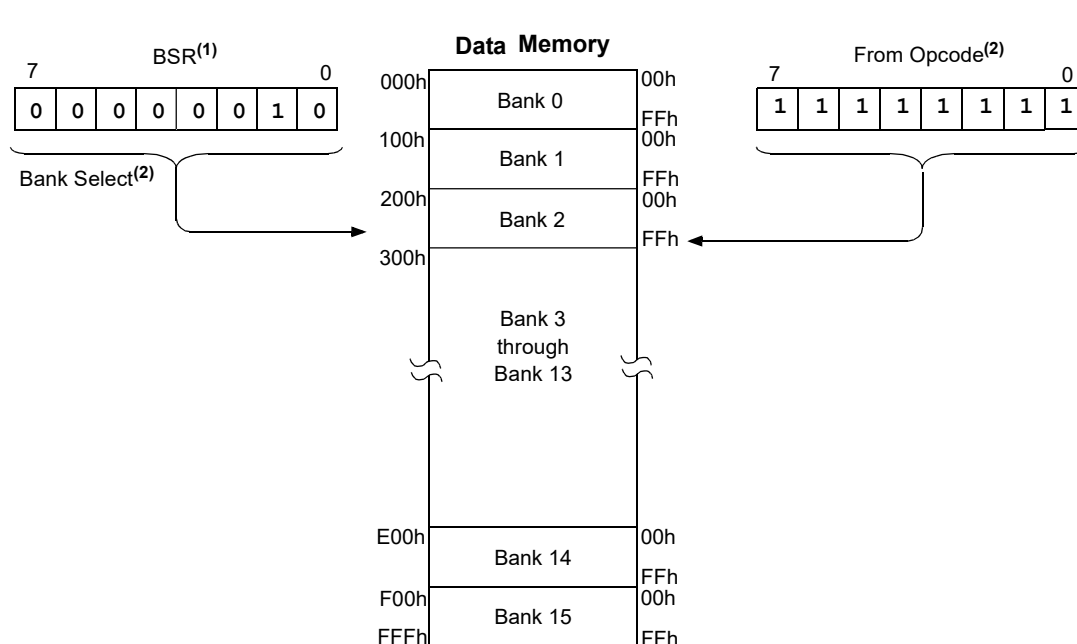 Data Memory
BSR(1)
From Opcode(2)
7 0
7 0
0 0 0 0 0 0 1 0
1 1 1 1 1 1 1 1
Bank Select(2)
000h Bank 0 00h
FFh
100h Bank 1 00h
FFh
200h Bank 2 00h
FFh
300h
Bank 3
through
Bank 13
E00h Bank 14 00h
FFh
F00h Bank 15 00h
FFFh FFh